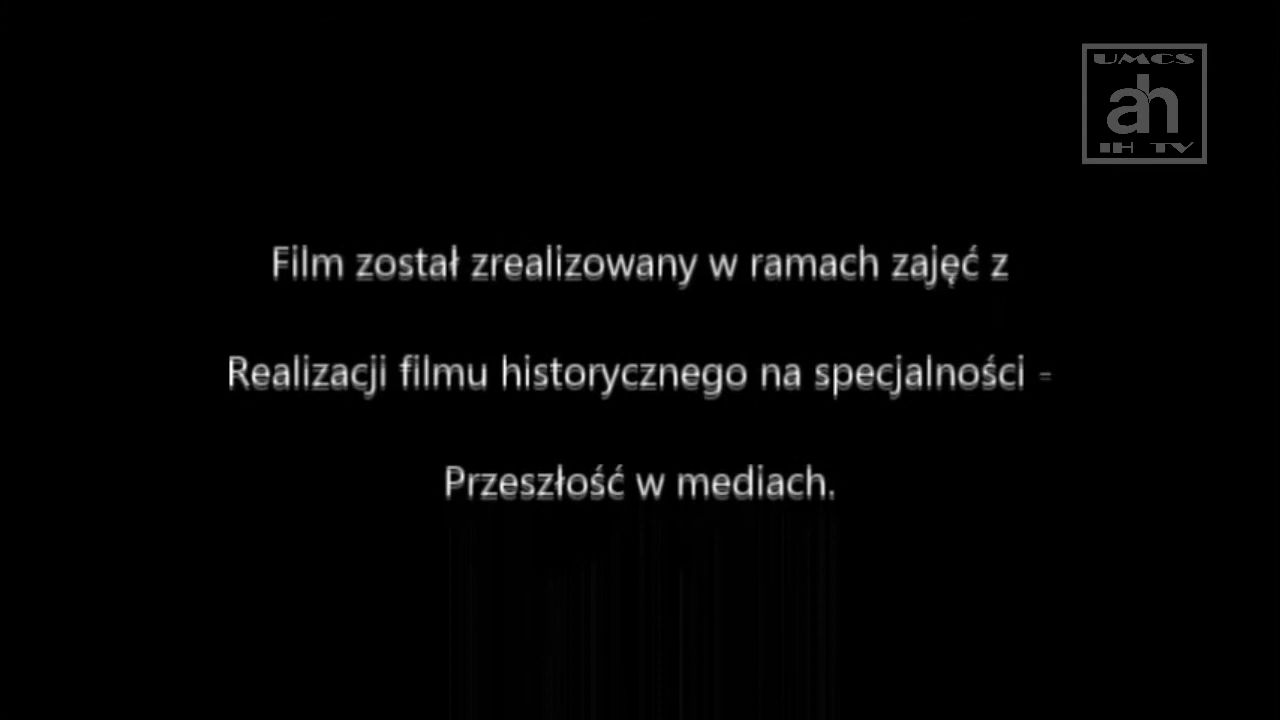 UMCS
ah
IH TV
Film został zrealizowany w ramach zajęć z
Realizacji filmu historycznego na specjalności -
Przeszłość w mediach.